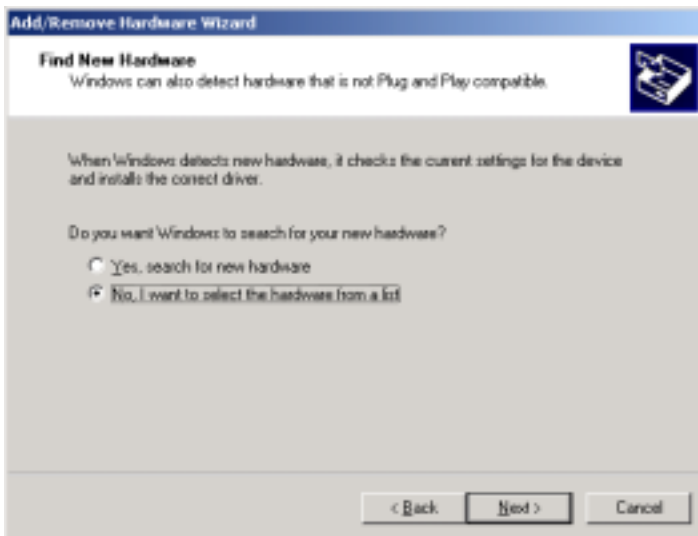 Add/Remove Hardware Wizard
Find New Hardware
Windows can also detect hardware that is not Plug and Play compatible.
When Windows detects new hardware, it checks the current settings for the device
and installs the correct driver.
Do you want Windows to search for your new hardware?
Yes, search for new hardware
No, I want to select the hardware from a list
< Back
Next >
Cancel